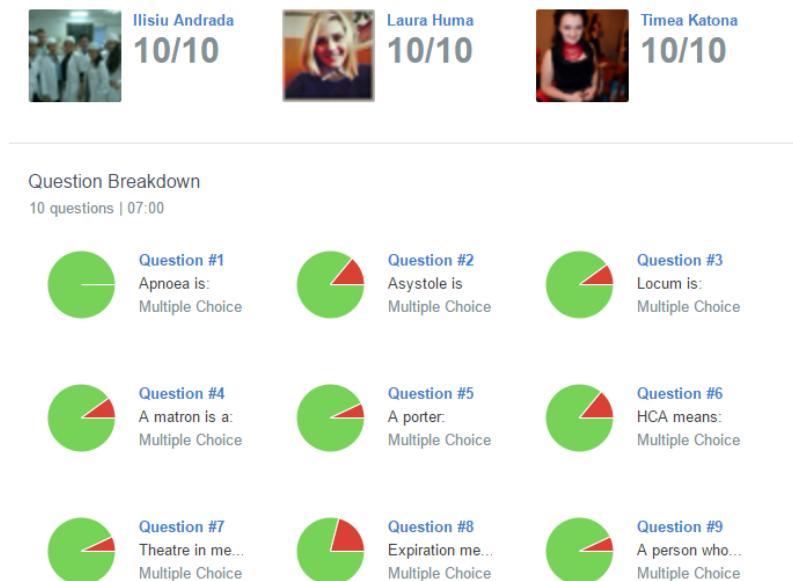 Ilisiu Andrada
10/10
Laura Huma
10/10
Timea Katona
10/10
Question Breakdown
10 questions | 07:00
Question #1
Apnoea is:
Multiple Choice
Question #2
Asystole is
Multiple Choice
Question #3
Locum is:
Multiple Choice
Question #4
A matron is a:
Multiple Choice
Question #5
A porter:
Multiple Choice
Question #6
HCA means:
Multiple Choice
Question #7
Theatre in me...
Multiple Choice
Question #8
Expiration me...
Multiple Choice
Question #9
A person who...
Multiple Choice